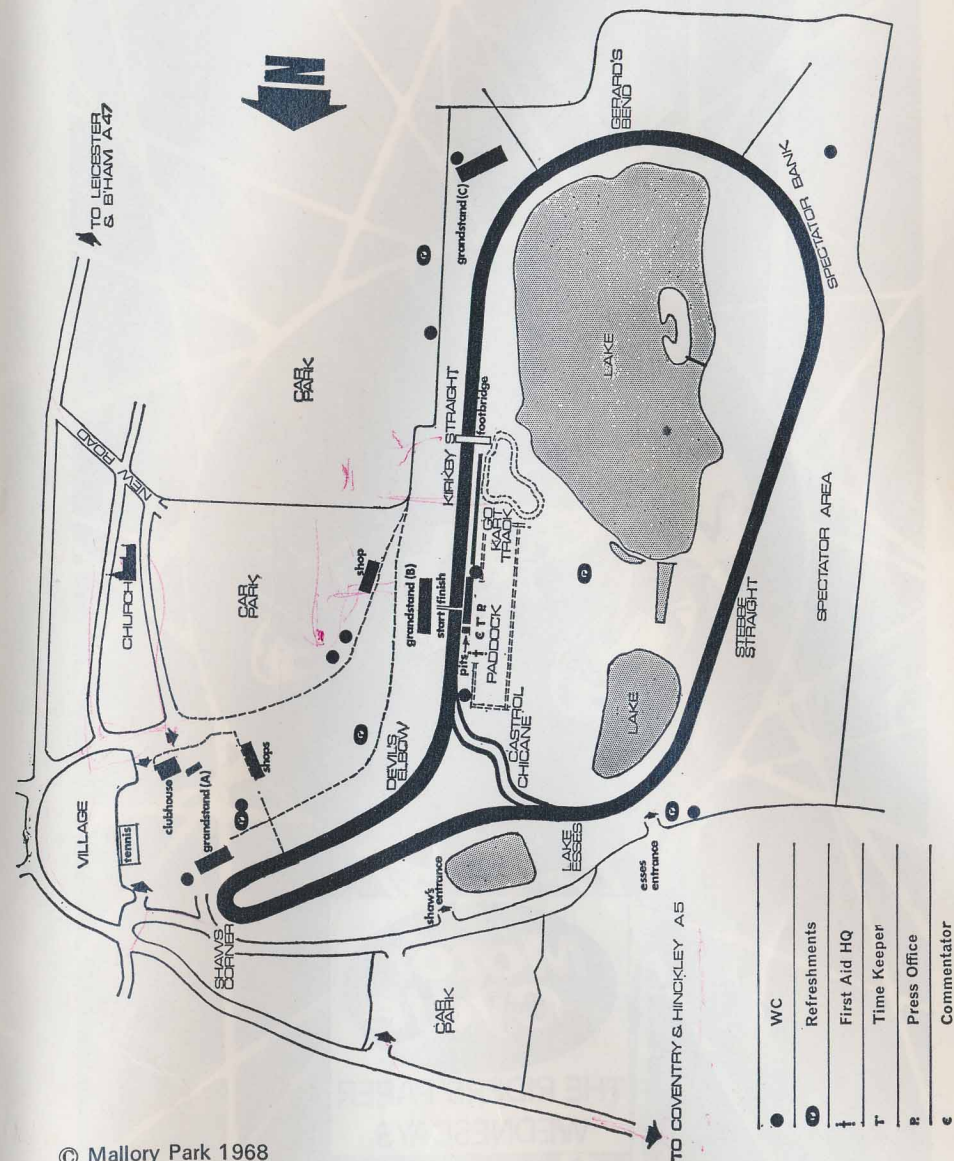 N
TO LEICESTER
& B'HAM A47
GERARD'S
BEND
SPECTATOR BANK
grandstand (C)
CAR
PARK
NEW ROAD
CHURCH
KIRKBY STRAIGHT
footbridge
LAKE
GO
KART
TRACK
CAR
PARK
shop
grandstand (B)
start finish
pits
† c T P.
PADDOCK
CASTROL
CHICANE
SPECTATOR AREA
STEBBE
STRAIGHT
LAKE
DEVIL'S
ELBOW
VILLAGE
tennis
clubhouse
grandstand (A)
shops
SHAWS
CORNER
shaw's
entrance
LAKE
ESSES
esses
entrance
CAR
PARK
TO COVENTRY & HINCKLEY A5
WC
Refreshments
† First Aid HQ
T Time Keeper
P. Press Office
c Commentator
© Mallory Park 1968